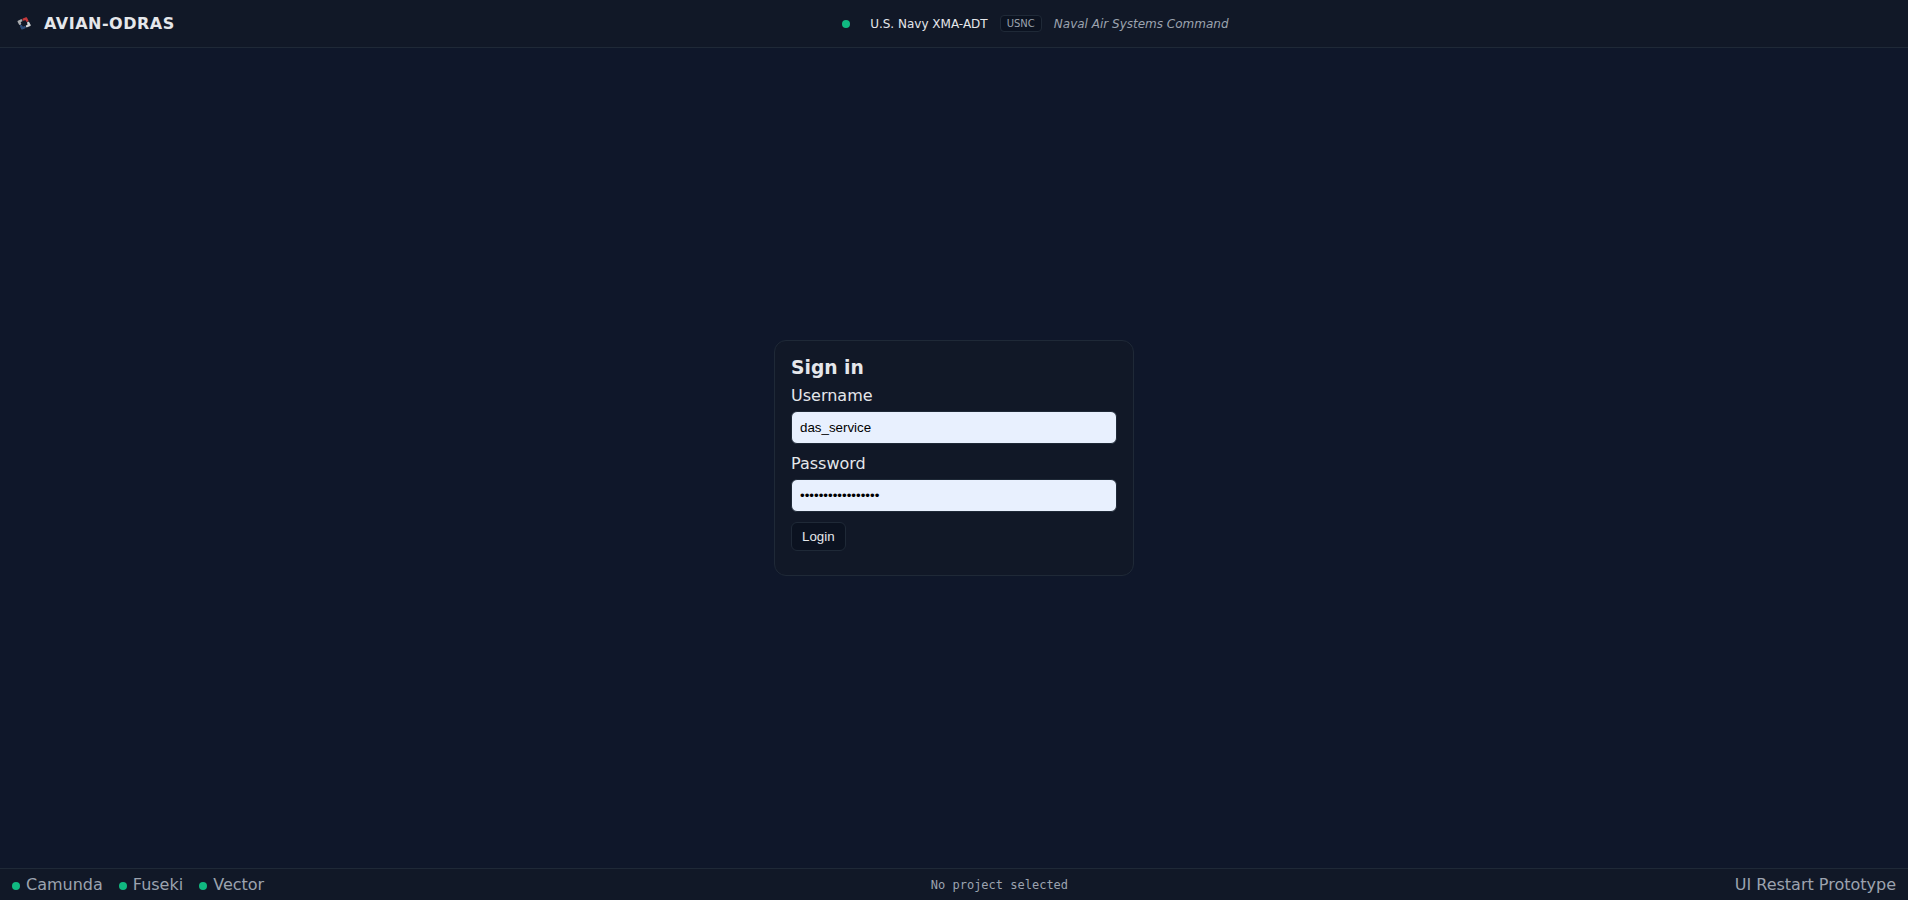 AVIAN-ODRAS
U.S. Navy XMA-ADT USNC Naval Air Systems Command
Sign in
Username
das_service
Password
•••••••••••••••••
Login
Camunda Fuseki Vector No project selected UI Restart Prototype